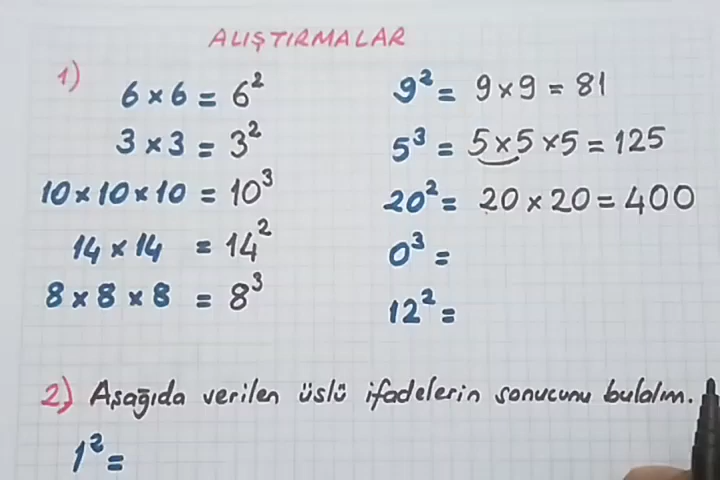 ALIŞTIRMALAR
1)
6 × 6 = 6²
3 × 3 = 3²
10 × 10 × 10 = 10³
14 × 14 = 14²
8 × 8 × 8 = 8³
9² = 9 × 9 = 81
5³ = 5 × 5 × 5 = 125
20² = 20 × 20 = 400
0³ =
12² =
2) Aşağıda verilen üslü ifadelerin sonucunu bulalım.
1² =